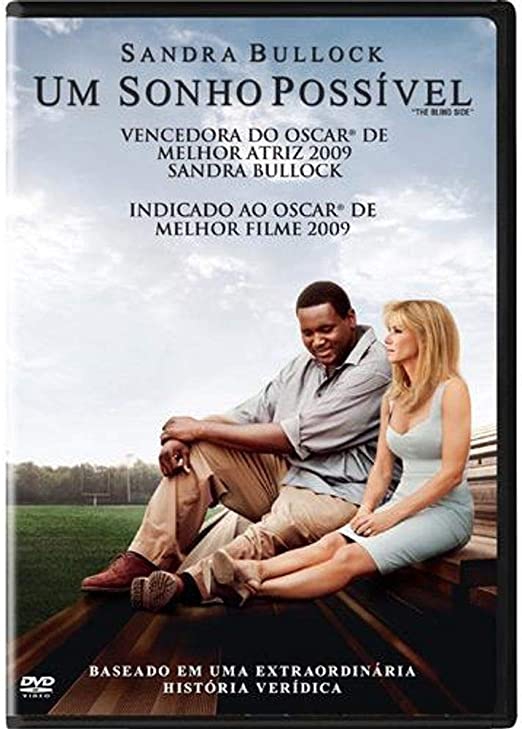 SANDRA BULLOCK
UM SONHO POSSÍVEL
"THE BLIND SIDE"
VENCEDORA DO OSCAR® DE
MELHOR ATRIZ 2009
SANDRA BULLOCK
INDICADO AO OSCAR® DE
MELHOR FILME 2009
BASEADO EM UMA EXTRAORDINÁRIA
HISTÓRIA VERÍDICA
DVD
VIDEO